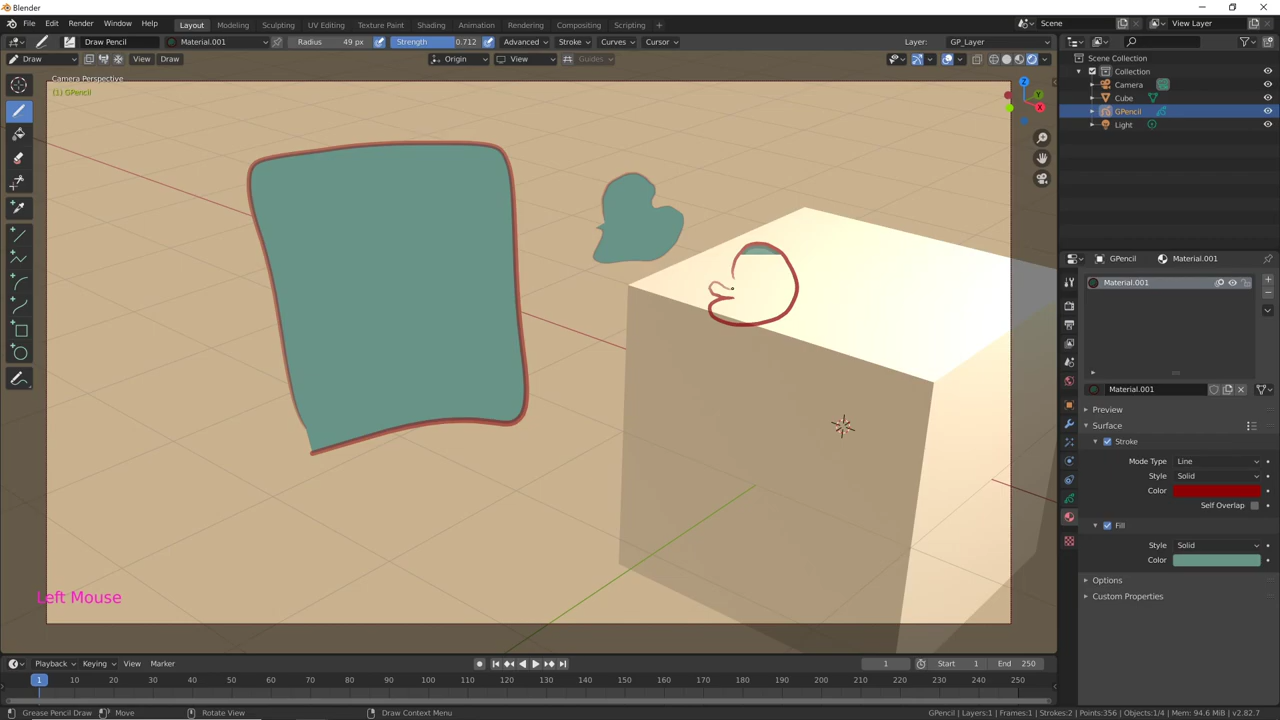 Blender
File Edit Render Window Help Layout Modeling Sculpting UV Editing Texture Paint Shading Animation Rendering Compositing Scripting + Scene View Layer
Draw Pencil Material.001 Radius 49 px Strength 0.712 Advanced Stroke Curves Cursor Layer: GP_Layer
Draw View Draw Origin View Guides
Camera Perspective
(1) GPencil
Z
Y
X
Scene Collection
Collection
Camera
Cube
GPencil
Light
GPencil Material.001
Material.001
Material.001
Preview
Surface
Stroke
Mode Type Line
Style Solid
Color
Self Overlap
Fill
Style Solid
Color
Options
Custom Properties
Left Mouse
Playback Keying View Marker 1 Start 1 End 250
1 10 20 30 40 50 60 70 80 90 100 110 120 130 140 150 160 170 180 190 200 210 220 230 240 250
Grease Pencil Draw Move Rotate View Draw Context Menu GPencil | Layers:1 | Frames:1 | Strokes:2 | Points:356 | Objects:1/4 | Mem: 94.6 MiB | v2.82.7